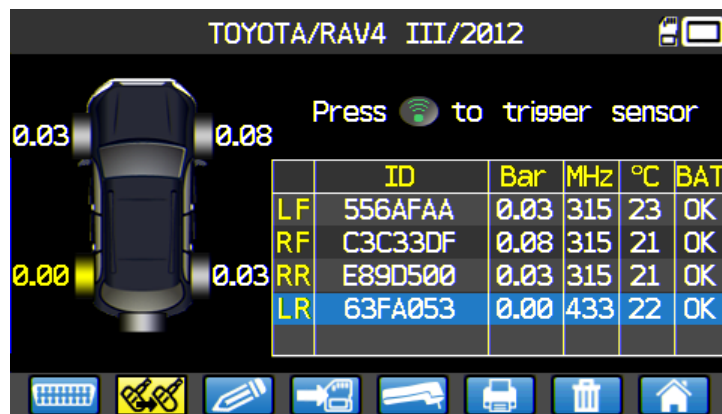 TOYOTA/RAV4 III/2012
Press to trigger sensor
0.03 0.08
ID Bar MHz °C BAT
LF 556AFAA 0.03 315 23 OK
RF C3C33DF 0.08 315 21 OK
0.00 0.03 RR E89D500 0.03 315 21 OK
LR 63FA053 0.00 433 22 OK